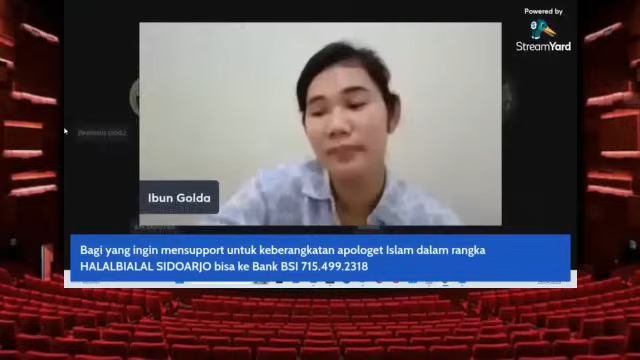 Powered by
StreamYard
Ibun Golda
Bagi yang ingin mensupport untuk keberangkatan apologet Islam dalam rangka
HALALBIALAL SIDOARJO bisa ke Bank BSI 715.499.2318